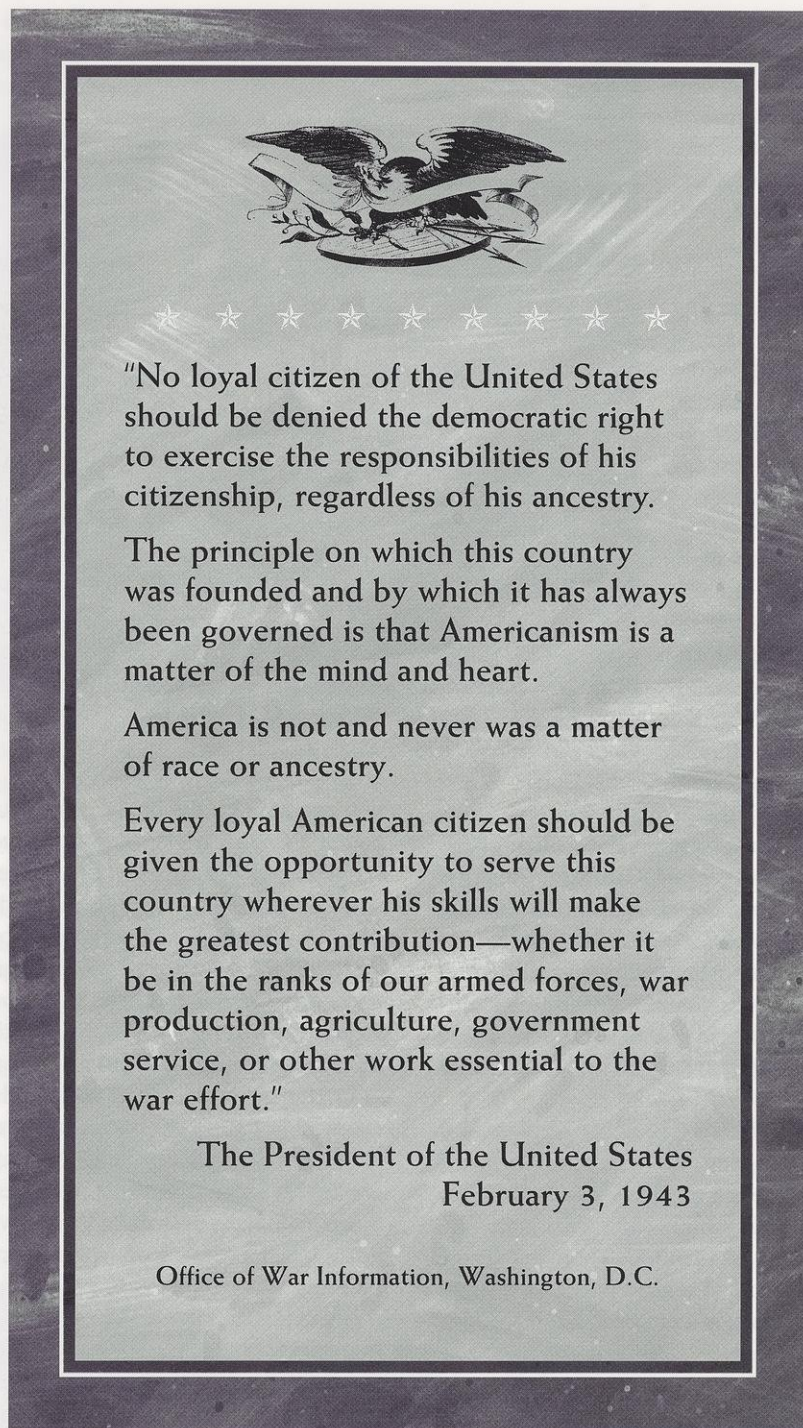 "No loyal citizen of the United States
should be denied the democratic right
to exercise the responsibilities of his
citizenship, regardless of his ancestry.
The principle on which this country
was founded and by which it has always
been governed is that Americanism is a
matter of the mind and heart.
America is not and never was a matter
of race or ancestry.
Every loyal American citizen should be
given the opportunity to serve this
country wherever his skills will make
the greatest contribution—whether it
be in the ranks of our armed forces, war
production, agriculture, government
service, or other work essential to the
war effort."
The President of the United States
February 3, 1943
Office of War Information, Washington, D.C.